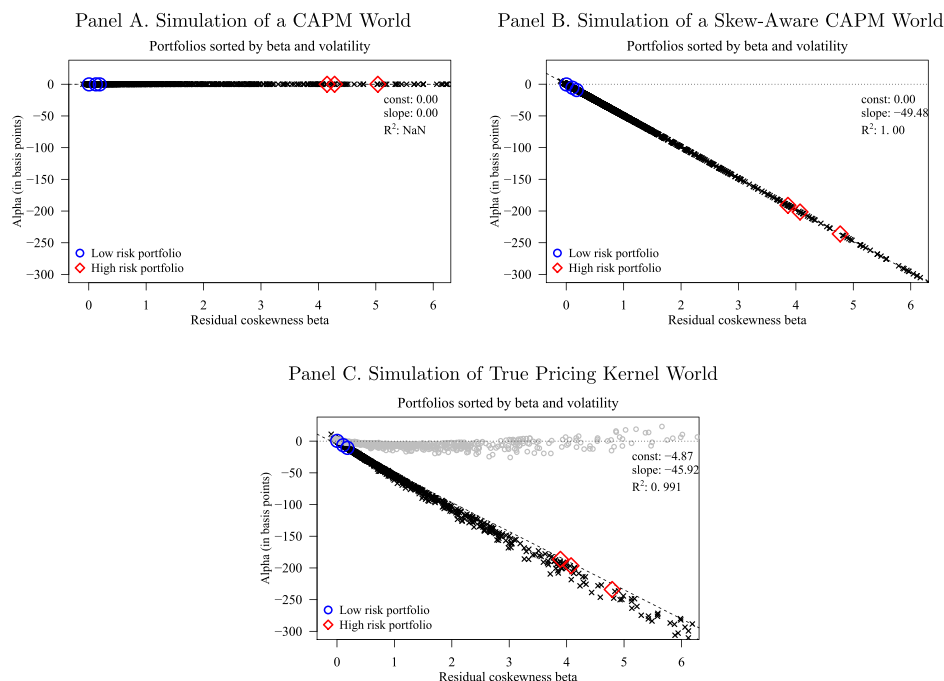 Panel A. Simulation of a CAPM World
Portfolios sorted by beta and volatility
Alpha (in basis points)
0
−50
−100
−150
−200
−250
−300
const: 0.00
slope: 0.00
R²: NaN
Low risk portfolio
High risk portfolio
0 1 2 3 4 5 6
Residual coskewness beta
Panel B. Simulation of a Skew-Aware CAPM World
Portfolios sorted by beta and volatility
Alpha (in basis points)
0
−50
−100
−150
−200
−250
−300
const: 0.00
slope: −49.48
R²: 1. 00
Low risk portfolio
High risk portfolio
0 1 2 3 4 5 6
Residual coskewness beta
Panel C. Simulation of True Pricing Kernel World
Portfolios sorted by beta and volatility
Alpha (in basis points)
0
−50
−100
−150
−200
−250
−300
const: −4.87
slope: −45.92
R²: 0. 991
Low risk portfolio
High risk portfolio
0 1 2 3 4 5 6
Residual coskewness beta